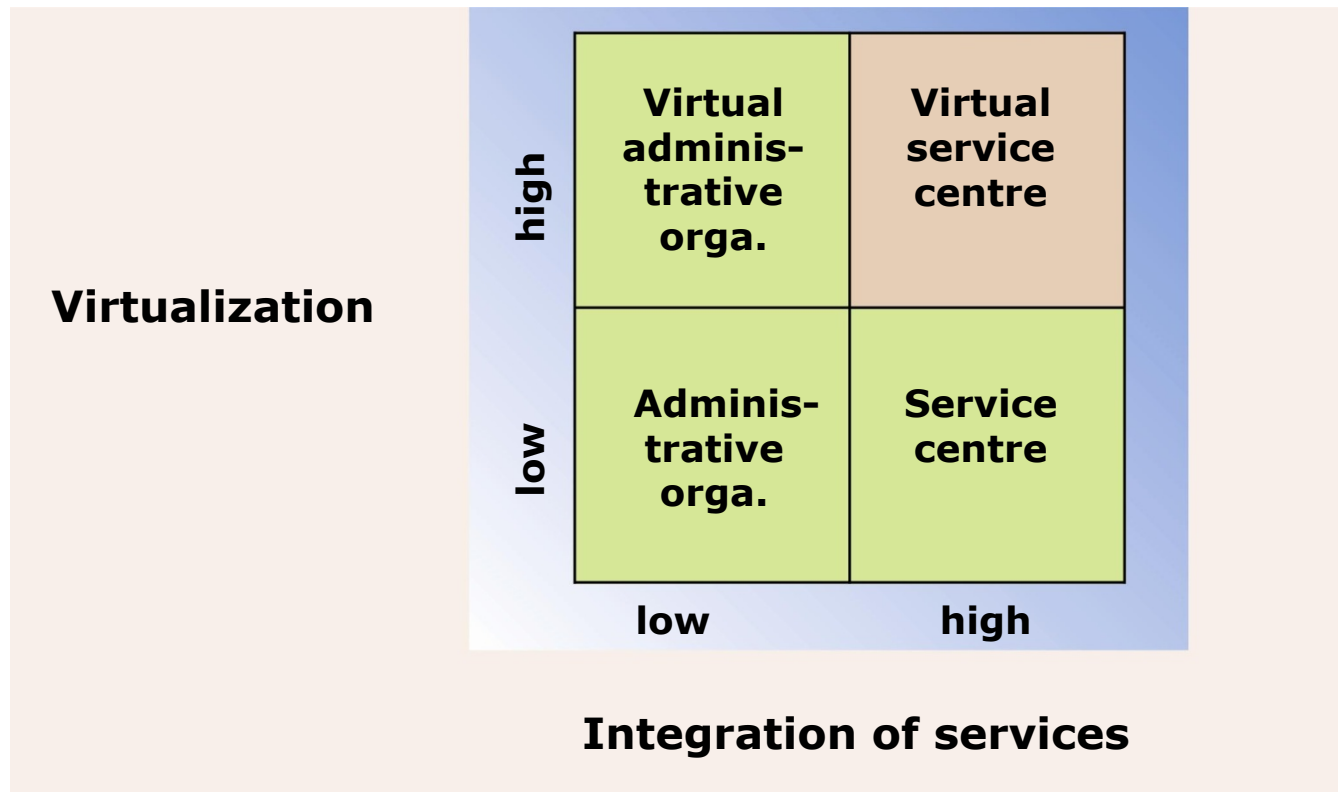 Virtual
adminis-
trative
orga.
Virtual
service
centre
high
Virtualization
Adminis-
trative
orga.
Service
centre
low
low
high
Integration of services